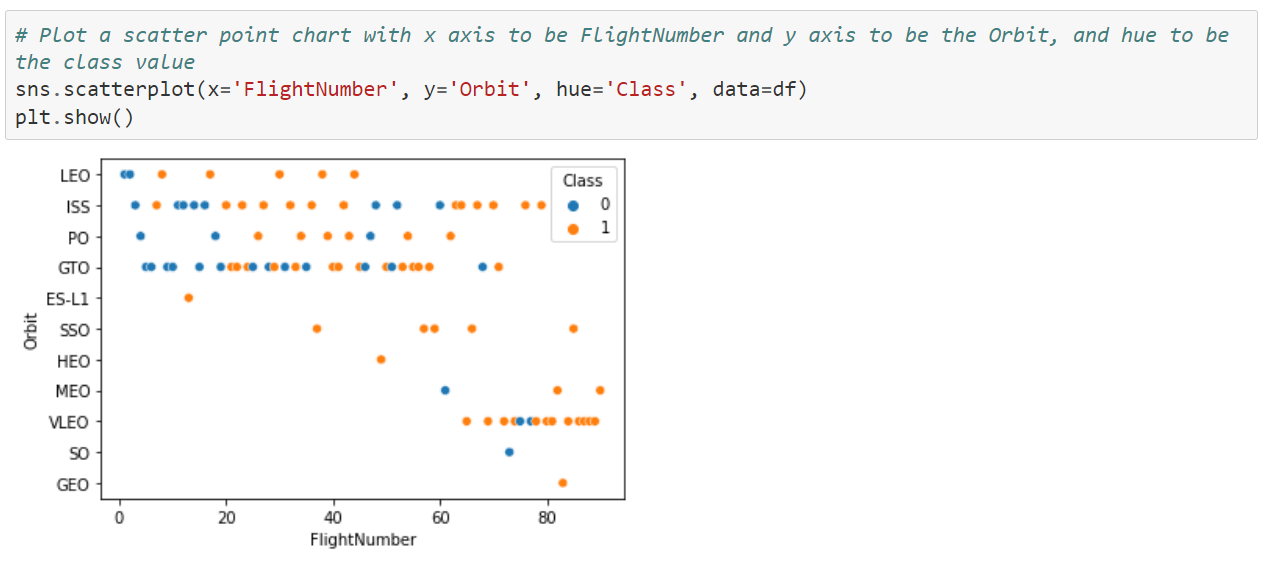 # Plot a scatter point chart with x axis to be FlightNumber and y axis to be the Orbit, and hue to be
the class value
sns.scatterplot(x='FlightNumber', y='Orbit', hue='Class', data=df)
plt.show()
LEO
ISS
PO
GTO
ES-L1
SSO
HEO
MEO
VLEO
SO
GEO
Orbit
Class
0
1
0 20 40 60 80
FlightNumber